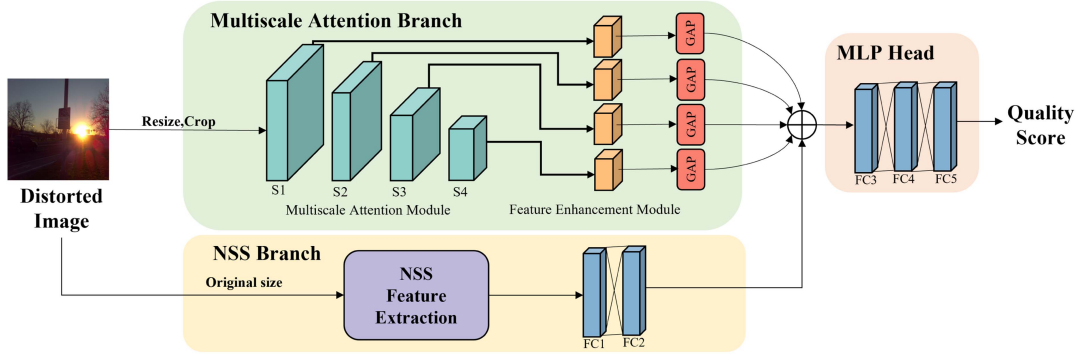 Multiscale Attention Branch
GAP
GAP
GAP
GAP
MLP Head
Resize,Crop
Quality
Score
S1
S2
S3
S4
FC3
FC4
FC5
Distorted
Image
Multiscale Attention Module
Feature Enhancement Module
NSS Branch
Original size
NSS
Feature
Extraction
FC1
FC2